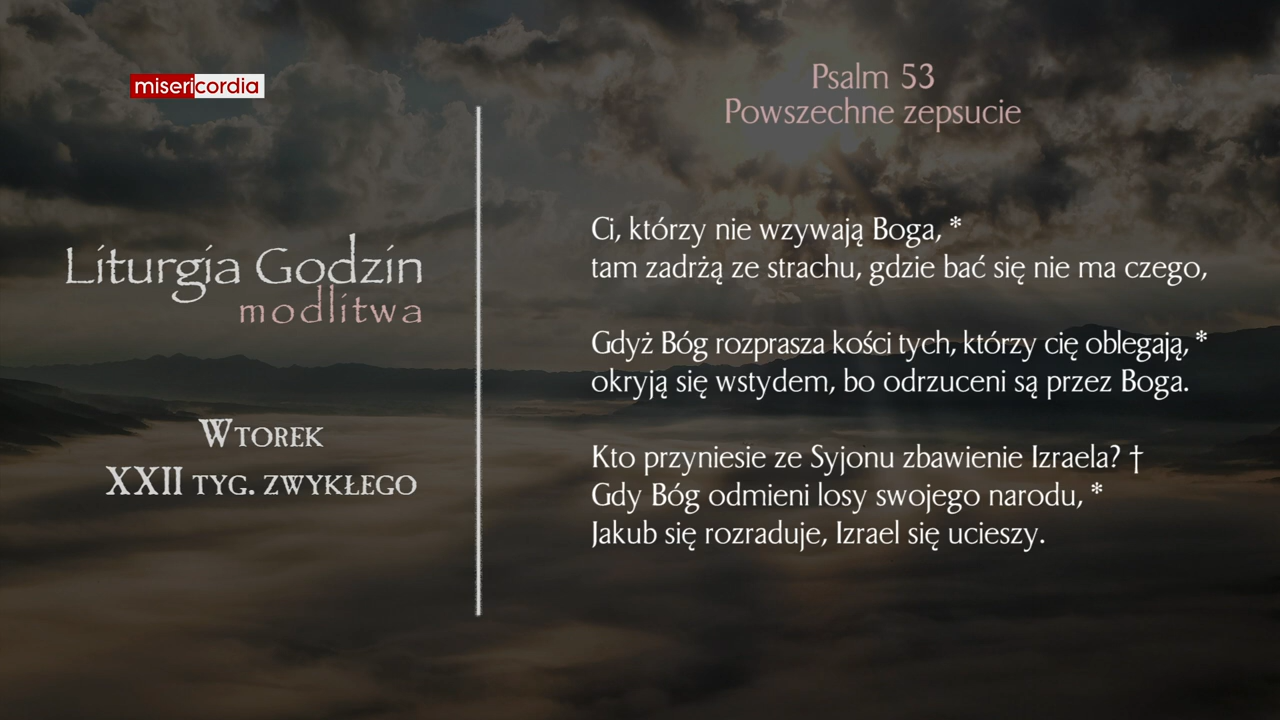 misericordia
Liturgia Godzin
modlitwa
Wtorek
XXII tyg. zwykłego
Psalm 53
Powszechne zepsucie
Ci, którzy nie wzywają Boga, *
tam zadrżą ze strachu, gdzie bać się nie ma czego,
Gdyż Bóg rozprasza kości tych, którzy cię oblegają, *
okryją się wstydem, bo odrzuceni są przez Boga.
Kto przyniesie ze Syjonu zbawienie Izraela? †
Gdy Bóg odmieni losy swojego narodu, *
Jakub się rozraduje, Izrael się ucieszy.